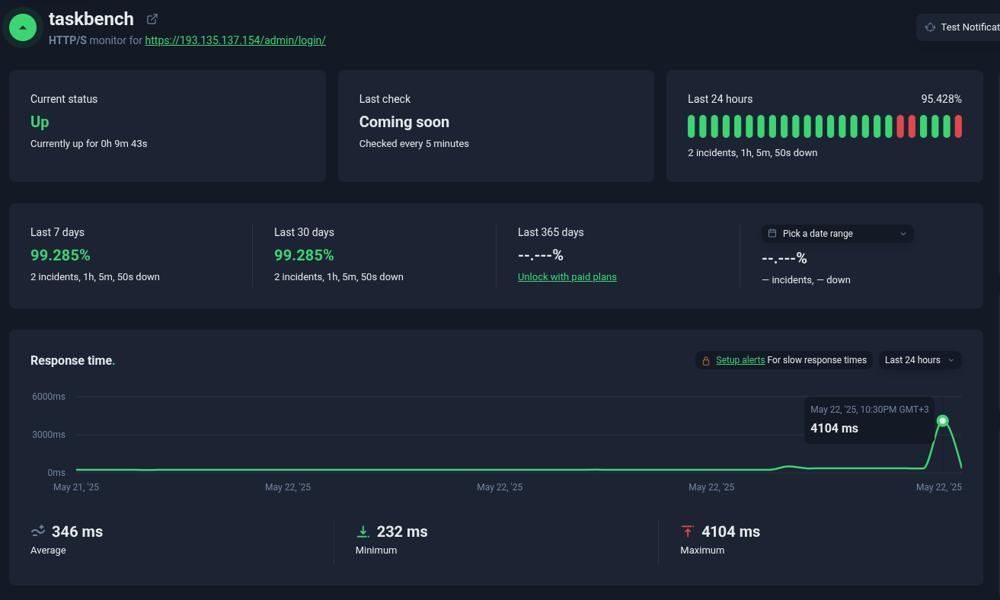 taskbench
HTTP/S monitor for https://193.135.137.154/admin/login/
Test Notificat
Current status
Up
Currently up for 0h 9m 43s
Last check
Coming soon
Checked every 5 minutes
Last 24 hours
95.428%
2 incidents, 1h, 5m, 50s down
Last 7 days
99.285%
2 incidents, 1h, 5m, 50s down
Last 30 days
99.285%
2 incidents, 1h, 5m, 50s down
Last 365 days
--.---%
Unlock with paid plans
Pick a date range
--.---%
— incidents, — down
Response time.
Setup alerts For slow response times
Last 24 hours
6000ms
3000ms
0ms
May 22, '25, 10:30PM GMT+3
4104 ms
May 21, '25
May 22, '25
May 22, '25
May 22, '25
May 22, '25
346 ms
Average
232 ms
Minimum
4104 ms
Maximum